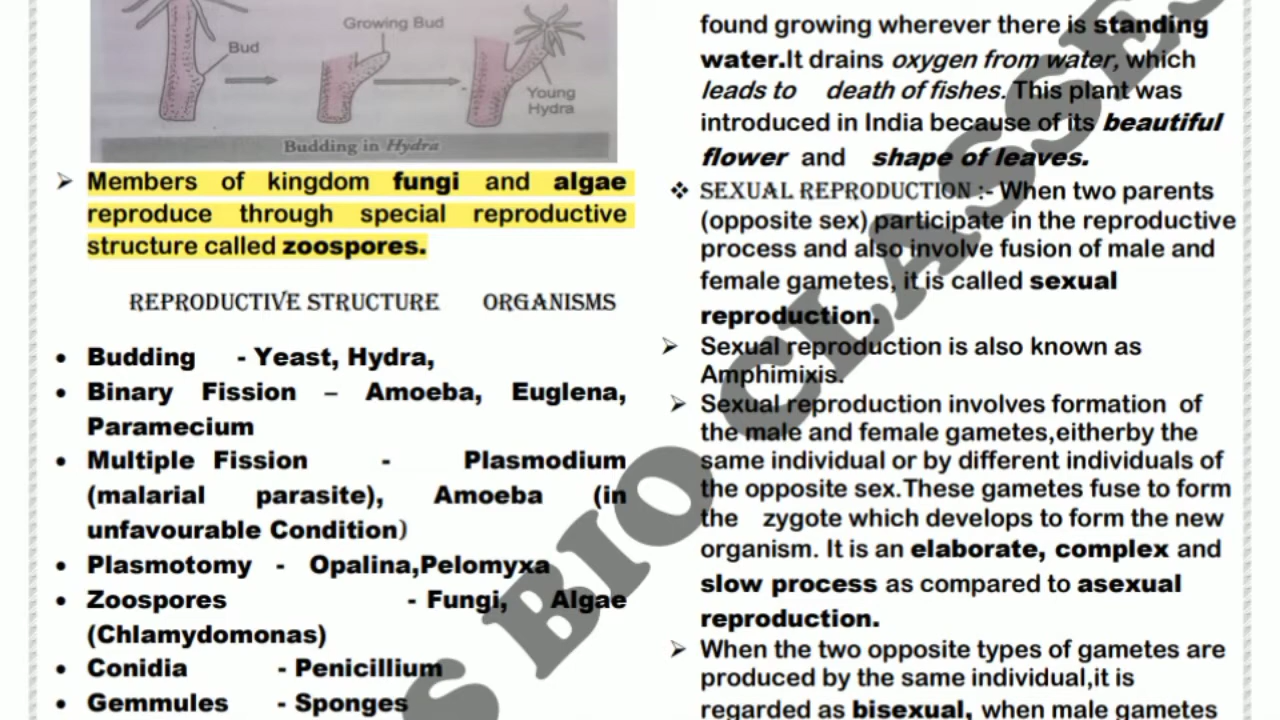 Bud
Growing Bud
Young
Hydra
Budding in Hydra
➢ Members of kingdom fungi and algae
reproduce through special reproductive
structure called zoospores.
REPRODUCTIVE STRUCTURE ORGANISMS
• Budding - Yeast, Hydra,
• Binary Fission – Amoeba, Euglena,
Paramecium
• Multiple Fission - Plasmodium
(malarial parasite), Amoeba (in
unfavourable Condition)
• Plasmotomy - Opalina,Pelomyxa
• Zoospores - Fungi, Algae
(Chlamydomonas)
• Conidia - Penicillium
• Gemmules - Sponges
found growing wherever there is standing
water.It drains oxygen from water, which
leads to death of fishes. This plant was
introduced in India because of its beautiful
flower and shape of leaves.
❖ SEXUAL REPRODUCTION :- When two parents
(opposite sex) participate in the reproductive
process and also involve fusion of male and
female gametes, it is called sexual
reproduction.
➢ Sexual reproduction is also known as
Amphimixis.
➢ Sexual reproduction involves formation of
the male and female gametes,eitherby the
same individual or by different individuals of
the opposite sex.These gametes fuse to form
the zygote which develops to form the new
organism. It is an elaborate, complex and
slow process as compared to asexual
reproduction.
➢ When the two opposite types of gametes are
produced by the same individual,it is
regarded as bisexual, when male gametes
S BIO CLASSES